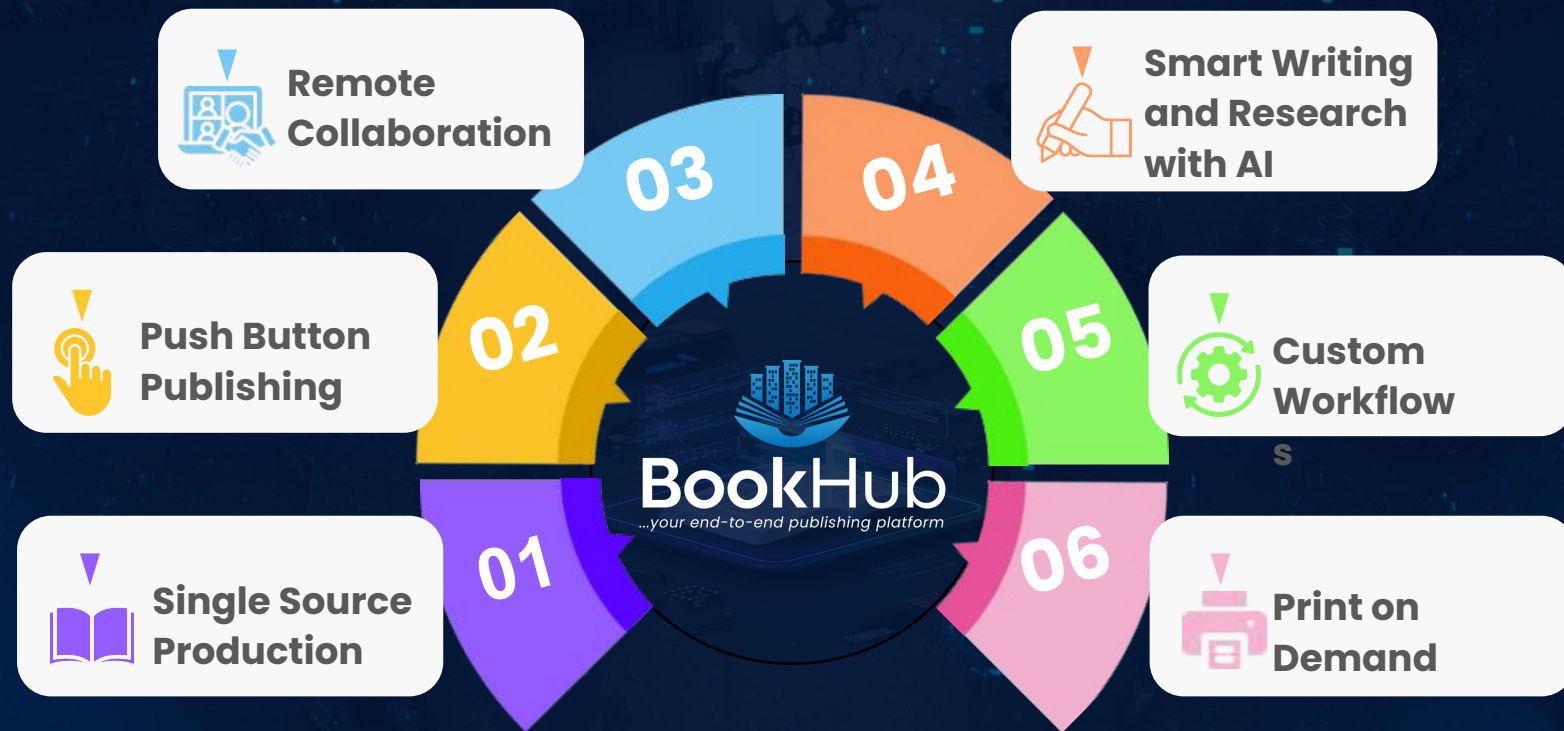 01
Single Source
Production
02
Push Button
Publishing
03
Remote
Collaboration
04
Smart Writing
and Research
with AI
05
Custom
Workflow
s
06
Print on
Demand
BookHub
...your end-to-end publishing platform